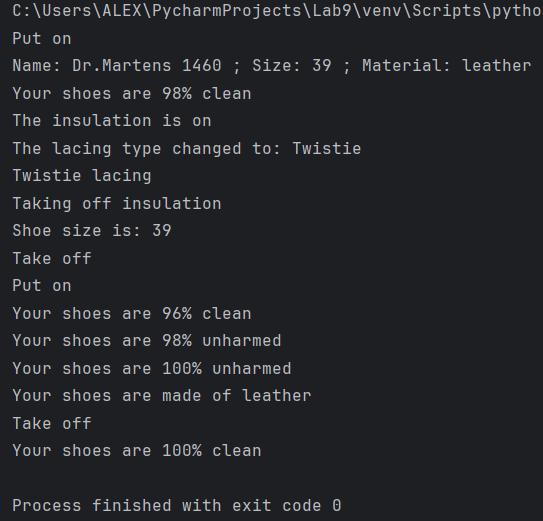 C:\Users\ALEX\PycharmProjects\Lab9\venv\Scripts\pytho
Put on
Name: Dr.Martens 1460 ; Size: 39 ; Material: leather
Your shoes are 98% clean
The insulation is on
The lacing type changed to: Twistie
Twistie lacing
Taking off insulation
Shoe size is: 39
Take off
Put on
Your shoes are 96% clean
Your shoes are 98% unharmed
Your shoes are 100% unharmed
Your shoes are made of leather
Take off
Your shoes are 100% clean
Process finished with exit code 0